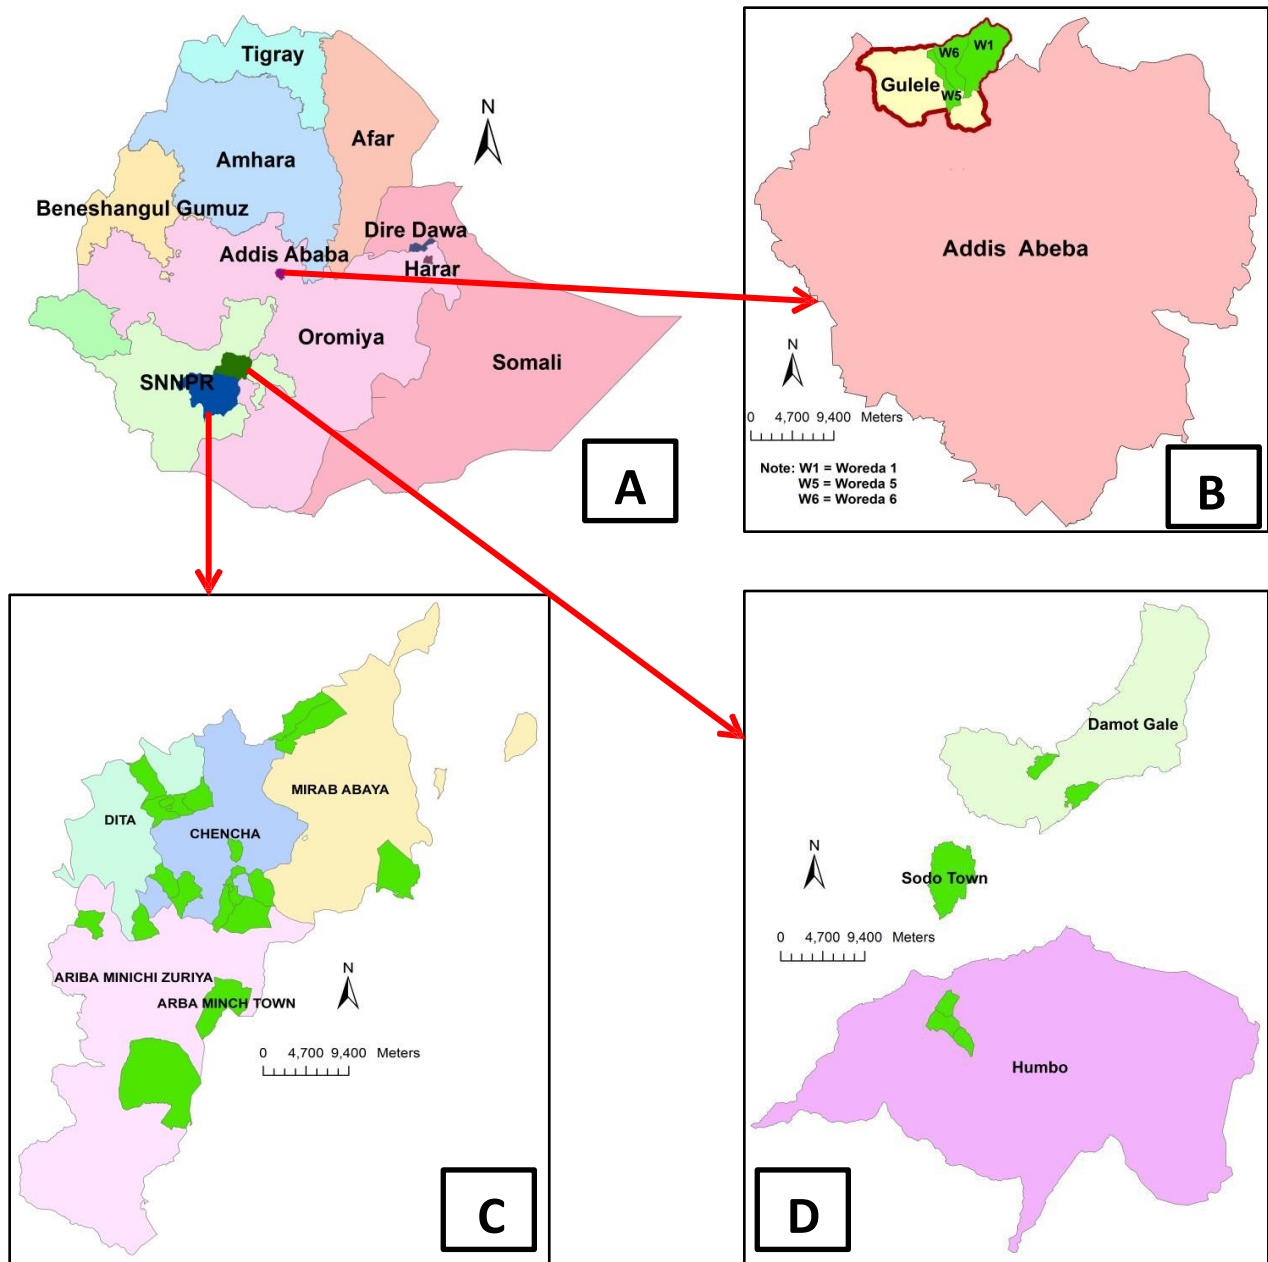 Tigray
Afar
Amhara
Beneshangul Gumuz
Dire Dawa
Addis Ababa
Harar
Oromiya
Somali
SNNPR
N
A
W1
W6
Gulele
W5
Addis Abeba
N
0 4,700 9,400 Meters
Note: W1 = Woreda 1
W5 = Woreda 5
W6 = Woreda 6
B
MIRAB ABAYA
DITA
CHENCHA
ARIBA MINICHI ZURIYA
ARBA MINCH TOWN
N
0 4,700 9,400 Meters
C
Damot Gale
N
Sodo Town
0 4,700 9,400 Meters
Humbo
D